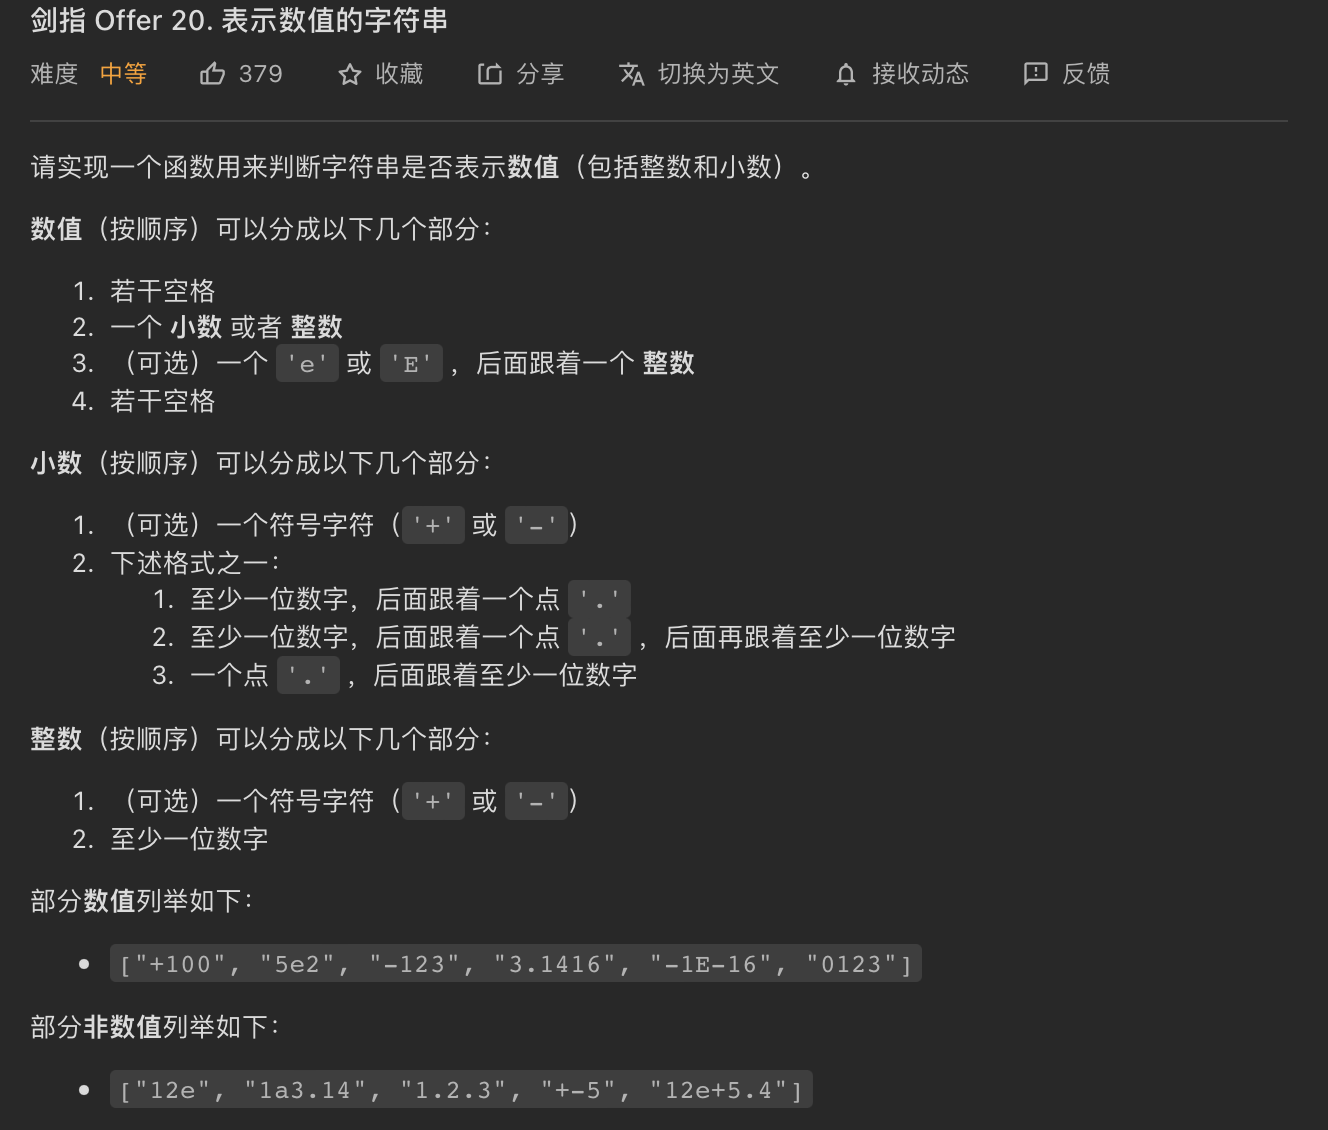 剑指 Offer 20. 表示数值的字符串
难度 中等 379 收藏 分享 切换为英文 接收动态 反馈
请实现一个函数用来判断字符串是否表示数值（包括整数和小数）。
数值（按顺序）可以分成以下几个部分：
1. 若干空格
2. 一个 小数 或者 整数
3. （可选）一个 'e' 或 'E' ，后面跟着一个 整数
4. 若干空格
小数（按顺序）可以分成以下几个部分：
1. （可选）一个符号字符（'+' 或 '-'）
2. 下述格式之一：
1. 至少一位数字，后面跟着一个点 '.'
2. 至少一位数字，后面跟着一个点 '.' ，后面再跟着至少一位数字
3. 一个点 '.' ，后面跟着至少一位数字
整数（按顺序）可以分成以下几个部分：
1. （可选）一个符号字符（'+' 或 '-'）
2. 至少一位数字
部分数值列举如下：
● ["+100", "5e2", "-123", "3.1416", "-1E-16", "0123"]
部分非数值列举如下：
● ["12e", "1a3.14", "1.2.3", "+-5", "12e+5.4"]